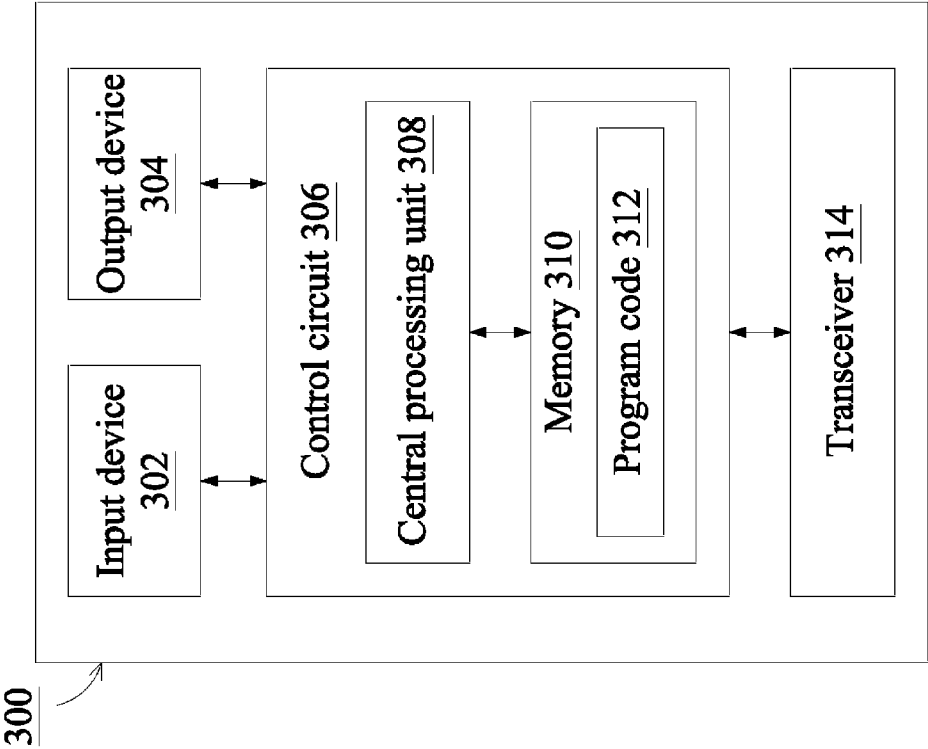 300
Input device
302
Output device
304
Control circuit 306
Central processing unit 308
Memory 310
Program code 312
Transceiver 314